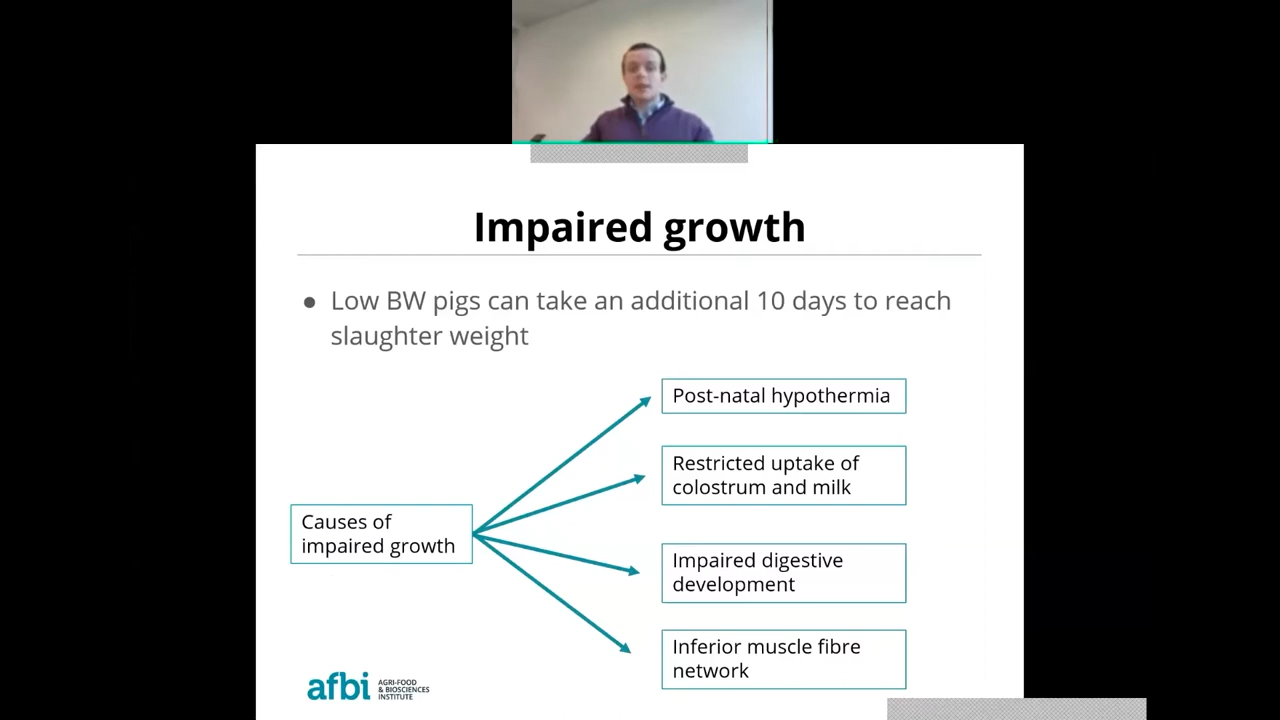 Impaired growth
● Low BW pigs can take an additional 10 days to reach
slaughter weight
Post-natal hypothermia
Restricted uptake of
colostrum and milk
Causes of
impaired growth
Impaired digestive
development
Inferior muscle fibre
network
afbi
AGRI-FOOD
& BIOSCIENCES
INSTITUTE